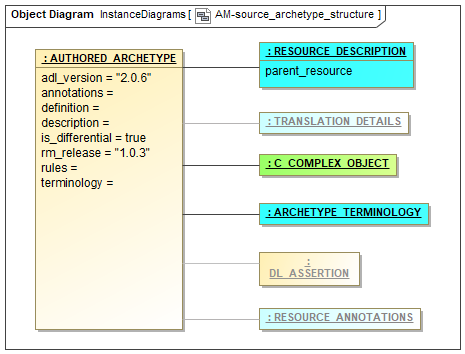 Object Diagram InstanceDiagrams [ AM-source_archetype_structure ]
: AUTHORED_ARCHETYPE
adl_version = "2.0.6"
annotations =
definition =
description =
is_differential = true
rm_release = "1.0.3"
rules =
terminology =
: RESOURCE_DESCRIPTION
parent_resource
: TRANSLATION_DETAILS
: C_COMPLEX_OBJECT
: ARCHETYPE_TERMINOLOGY
:
DL_ASSERTION
: RESOURCE_ANNOTATIONS